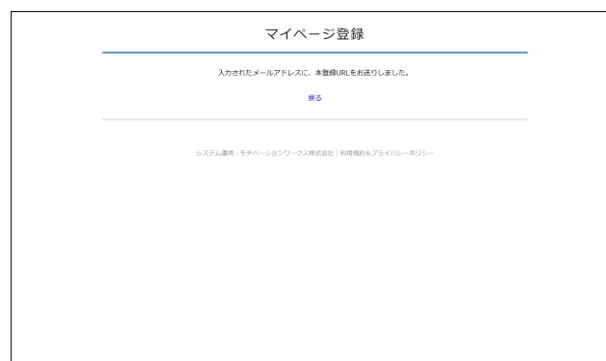 マイページ登録
入力されたメールアドレスに、本登録URLをお送りしました。
戻る
システム運用：モチベーションワークス株式会社｜利用規約&プライバシーポリシー